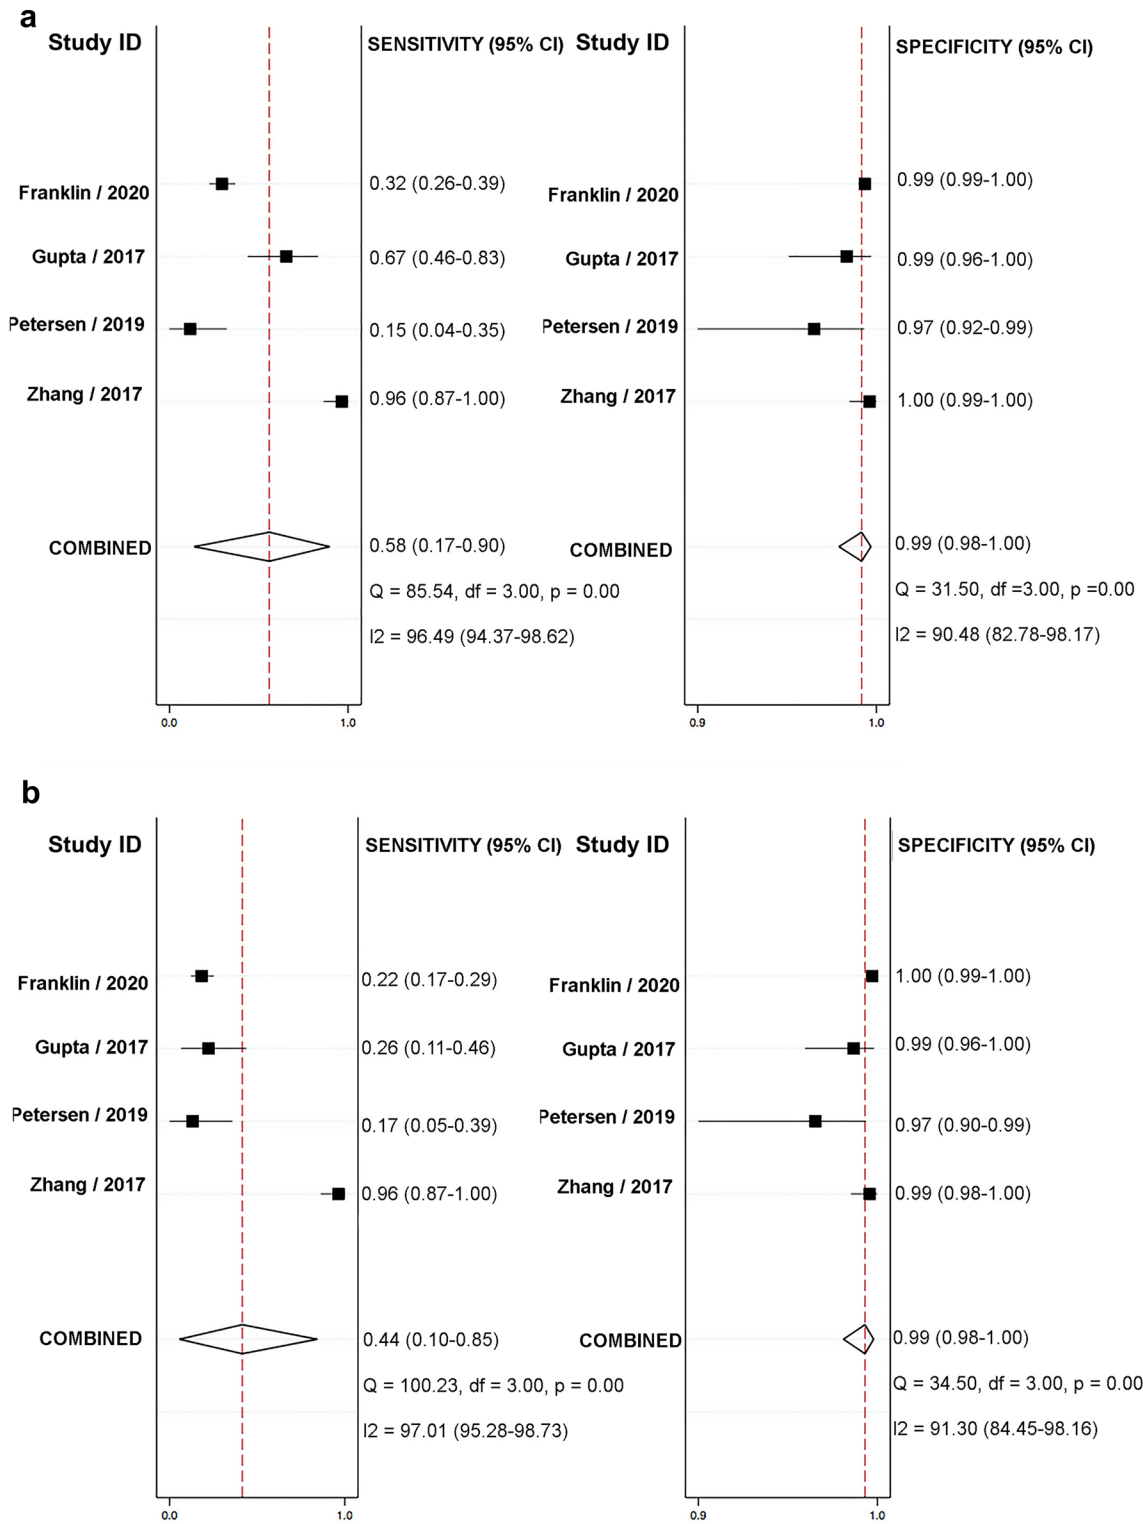 a
Study ID
SENSITIVITY (95% CI)
Study ID
SPECIFICITY (95% CI)
Franklin / 2020
0.32 (0.26-0.39)
Franklin / 2020
0.99 (0.99-1.00)
Gupta / 2017
0.67 (0.46-0.83)
Gupta / 2017
0.99 (0.96-1.00)
Petersen / 2019
0.15 (0.04-0.35)
Petersen / 2019
0.97 (0.92-0.99)
Zhang / 2017
0.96 (0.87-1.00)
Zhang / 2017
1.00 (0.99-1.00)
COMBINED
0.58 (0.17-0.90)
COMBINED
0.99 (0.98-1.00)
Q = 85.54, df = 3.00, p = 0.00
Q = 31.50, df =3.00, p =0.00
I2 = 96.49 (94.37-98.62)
I2 = 90.48 (82.78-98.17)
0.0
1.0
0.9
1.0
b
Study ID
SENSITIVITY (95% CI)
Study ID
SPECIFICITY (95% CI)
Franklin / 2020
0.22 (0.17-0.29)
Franklin / 2020
1.00 (0.99-1.00)
Gupta / 2017
0.26 (0.11-0.46)
Gupta / 2017
0.99 (0.96-1.00)
Petersen / 2019
0.17 (0.05-0.39)
Petersen / 2019
0.97 (0.90-0.99)
Zhang / 2017
0.96 (0.87-1.00)
Zhang / 2017
0.99 (0.98-1.00)
COMBINED
0.44 (0.10-0.85)
COMBINED
0.99 (0.98-1.00)
Q = 100.23, df = 3.00, p = 0.00
Q = 34.50, df = 3.00, p = 0.00
I2 = 97.01 (95.28-98.73)
I2 = 91.30 (84.45-98.16)
0.0
1.0
0.9
1.0